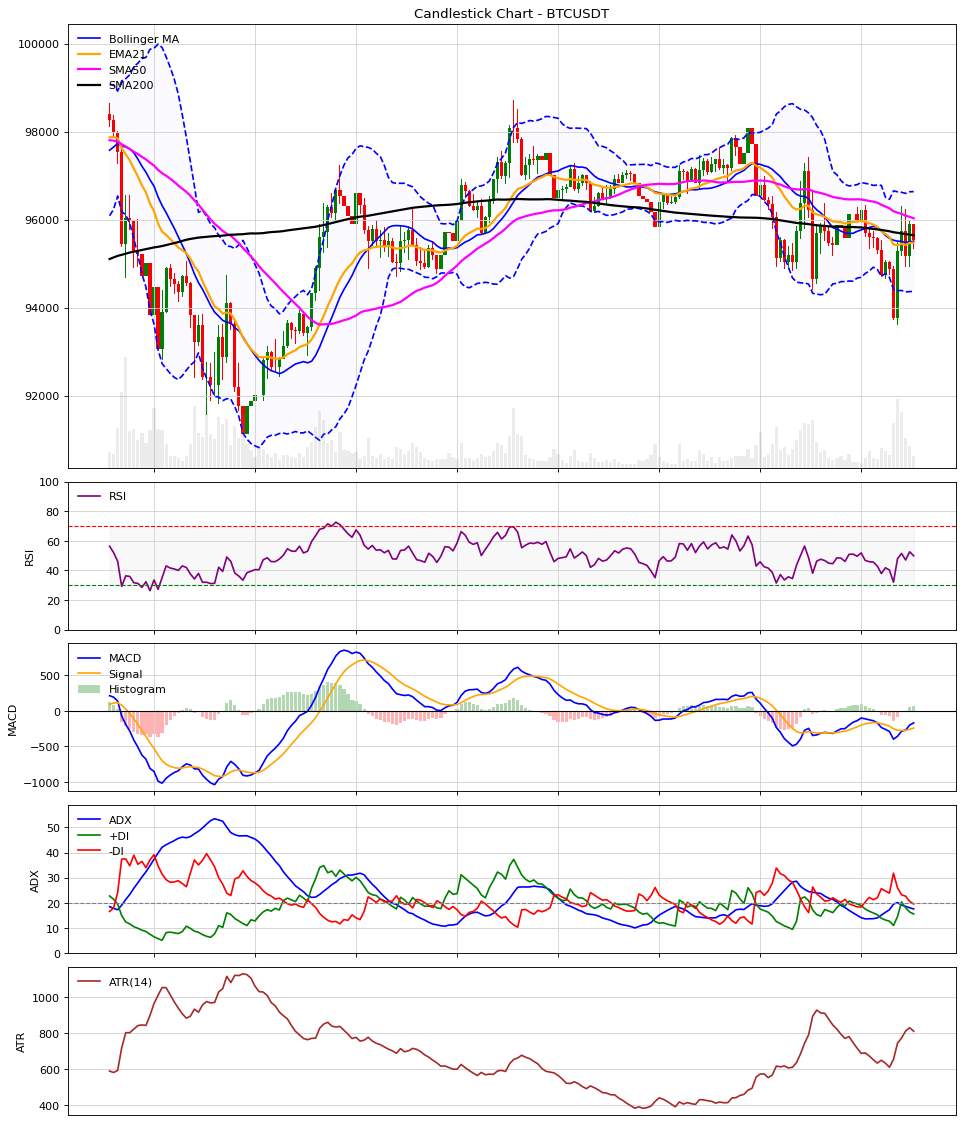 Candlestick Chart - BTCUSDT
100000
98000
96000
94000
92000
Bollinger MA
EMA21
SMA50
SMA200
RSI
100
80
60
40
20
0
RSI
MACD
500
0
−500
−1000
MACD
Signal
Histogram
ADX
50
40
30
20
10
0
ADX
+DI
-DI
ATR
1000
800
600
400
ATR(14)